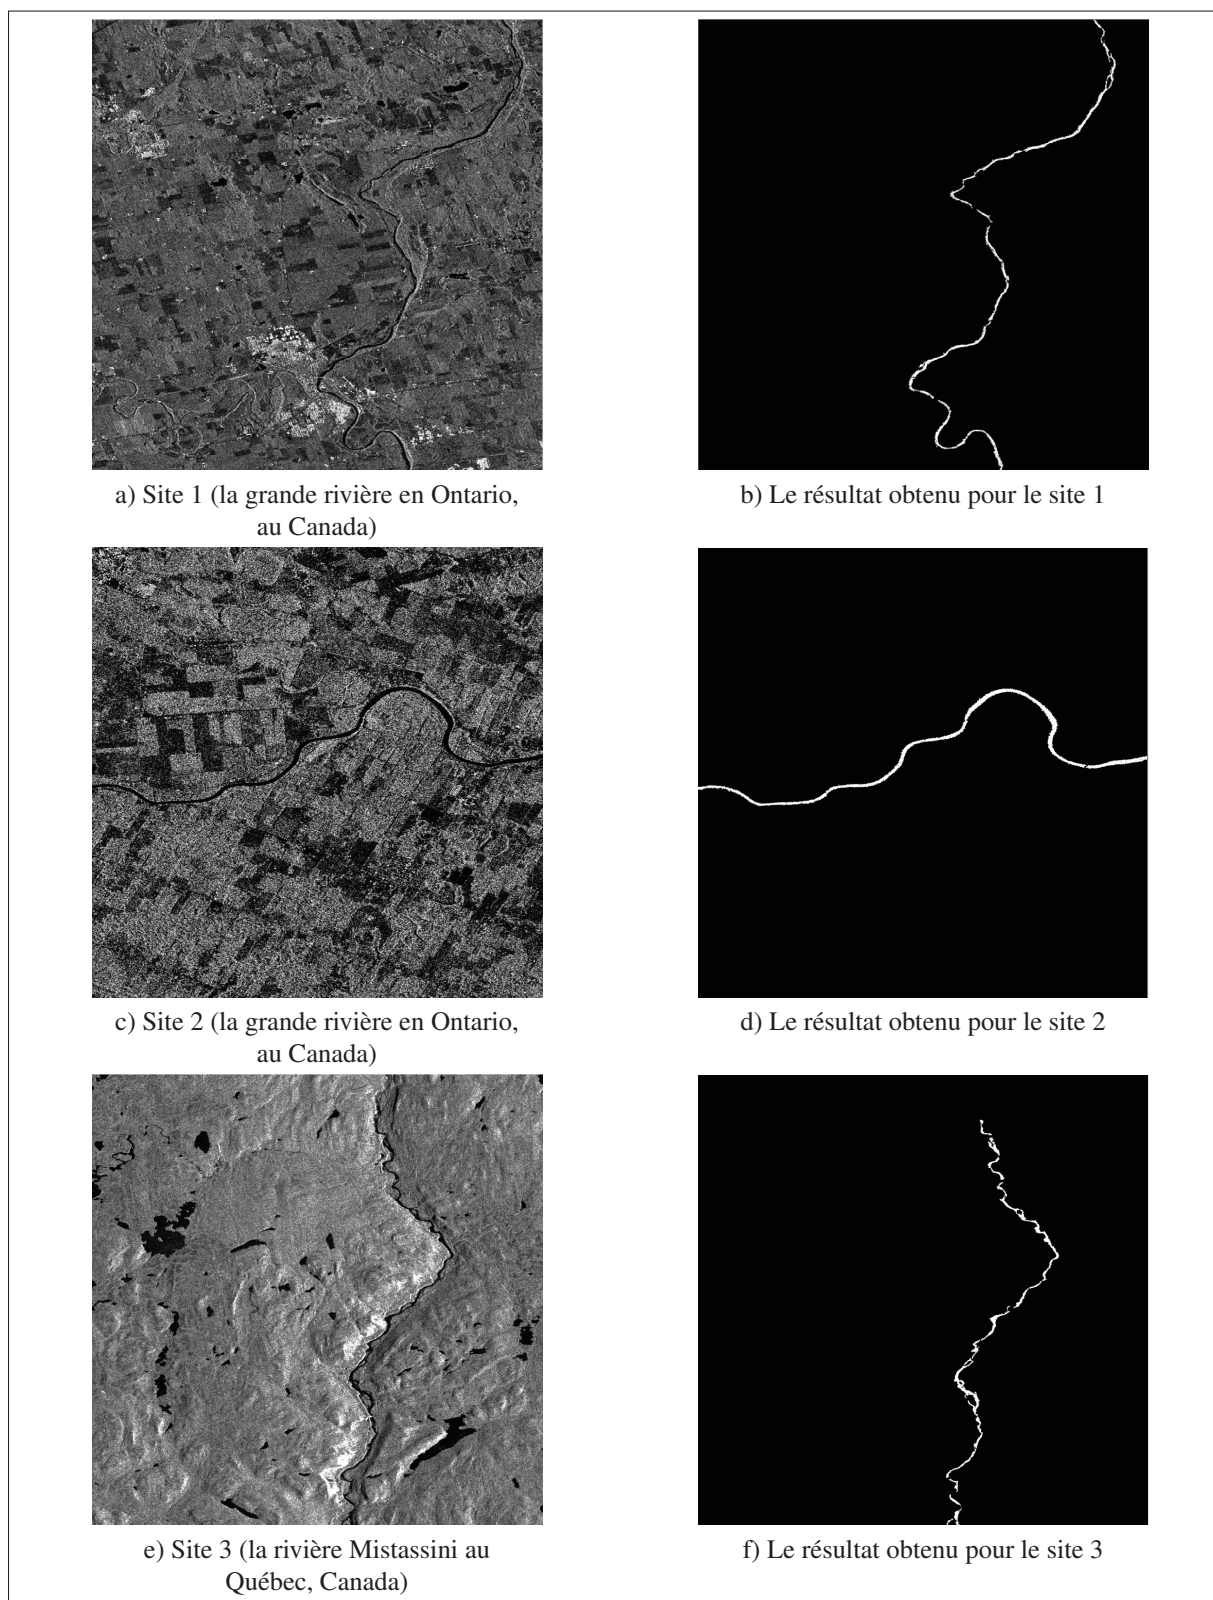 a) Site 1 (la grande rivière en Ontario,
au Canada)
b) Le résultat obtenu pour le site 1
c) Site 2 (la grande rivière en Ontario,
au Canada)
d) Le résultat obtenu pour le site 2
e) Site 3 (la rivière Mistassini au
Québec, Canada)
f) Le résultat obtenu pour le site 3